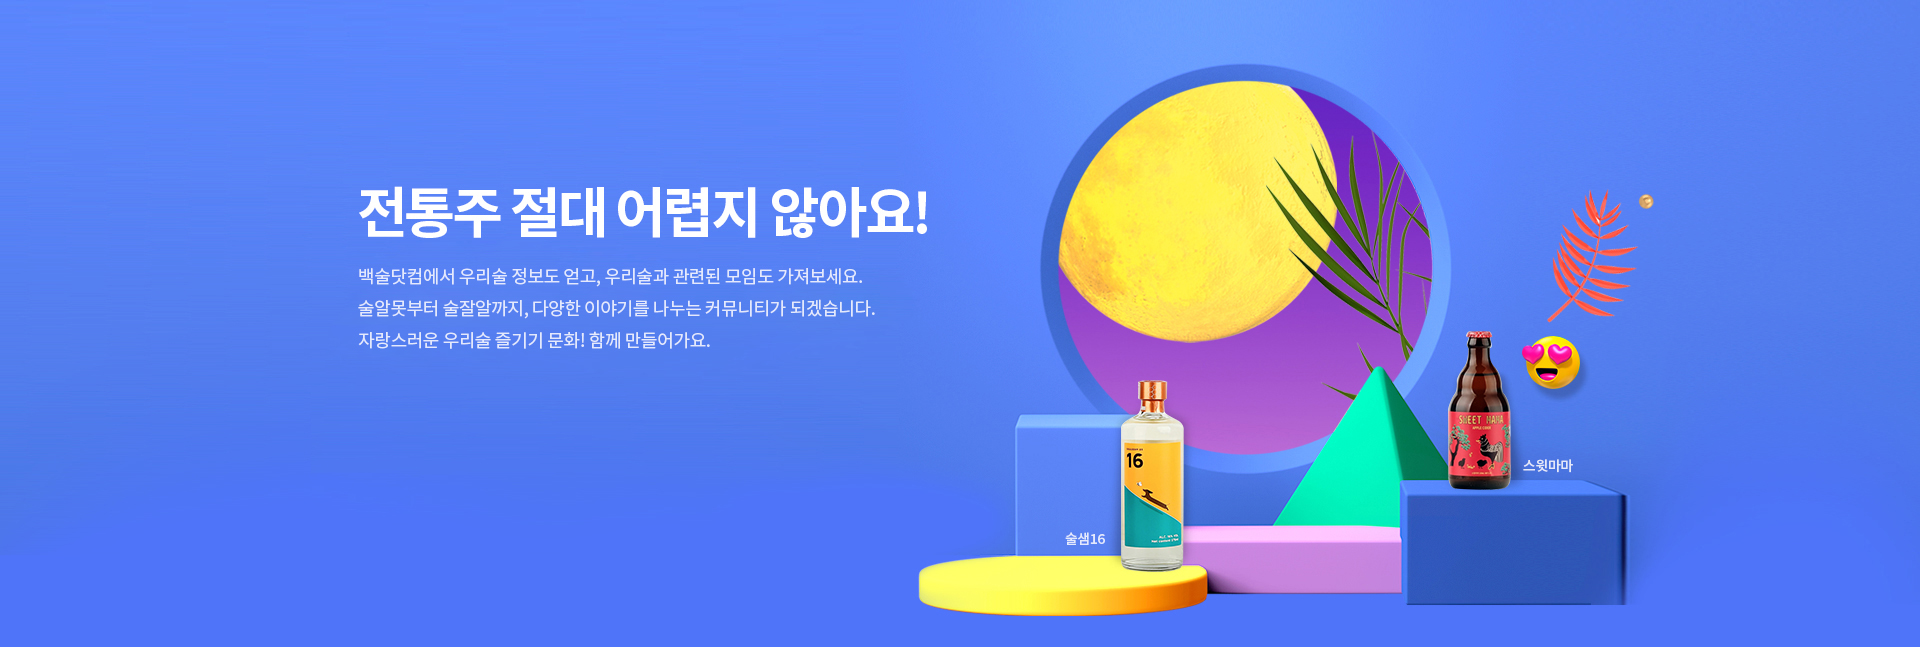 전통주 절대 어렵지 않아요!
백술닷컴에서 우리술 정보도 얻고, 우리술과 관련된 모임도 가져보세요.
술알못부터 술잘알까지, 다양한 이야기를 나누는 커뮤니티가 되겠습니다.
자랑스러운 우리술 즐기기 문화! 함께 만들어가요.
16
술샘16
SWEET MAMA
스윗마마